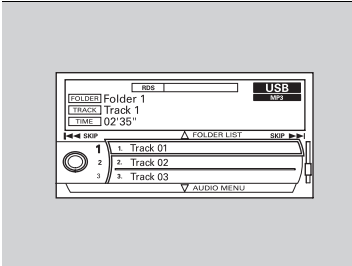 RDS USB
MP3
FOLDER Folder 1
TRACK Track 1
TIME 02'35"
SKIP FOLDER LIST SKIP
1 1. Track 01
2 2. Track 02
3 3. Track 03
AUDIO MENU